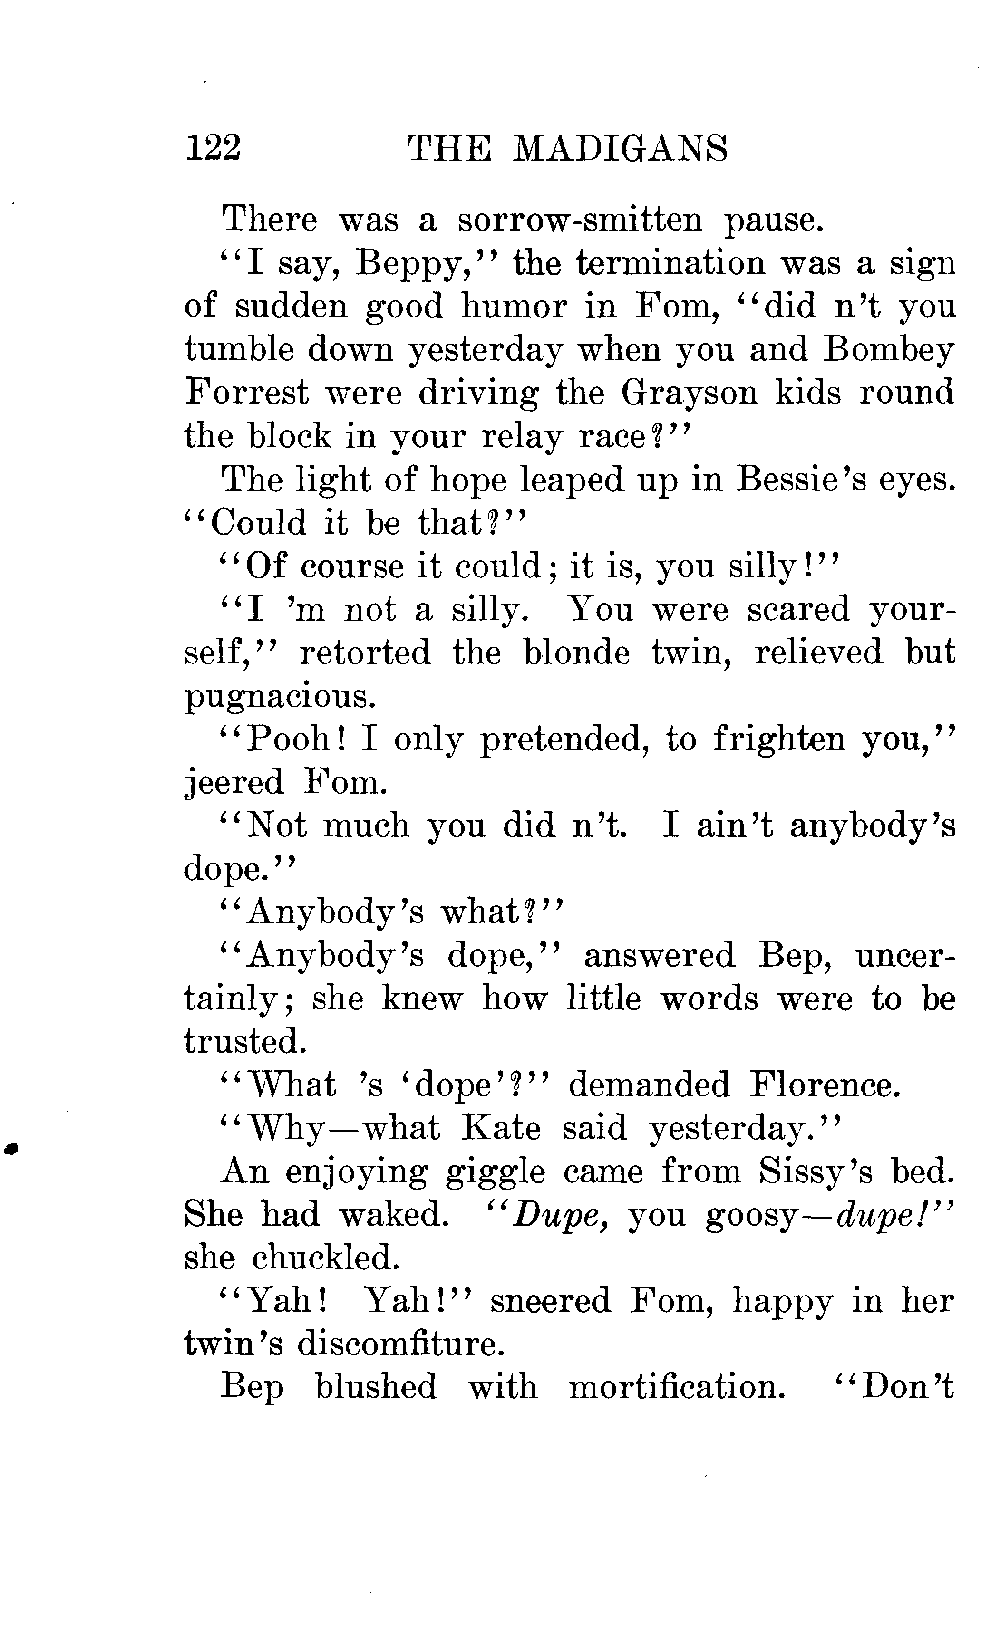 122 THE MADIGANS
There was a sorrow-smitten pause.
“I say, Beppy,” the termination was a sign
of sudden good humor in Fom, “did n’t you
tumble down yesterday when you and Bombey
Forrest were driving the Grayson kids round
the block in your relay race?”
The light of hope leaped up in Bessie’s eyes.
“Could it be that?”
“Of course it could; it is, you silly!”
“I ’m not a silly. You were scared your-
self,” retorted the blonde twin, relieved but
pugnacious.
“Pooh! I only pretended, to frighten you,”
jeered Fom.
“Not much you did n’t. I ain’t anybody’s
dope.”
“Anybody’s what?”
“Anybody’s dope,” answered Bep, uncer-
tainly; she knew how little words were to be
trusted.
“What ’s ‘dope’?” demanded Florence.
“Why—what Kate said yesterday.”
An enjoying giggle came from Sissy’s bed.
She had waked. “Dupe, you goosy—dupe!”
she chuckled.
“Yah! Yah!” sneered Fom, happy in her
twin’s discomfiture.
Bep blushed with mortification. “Don’t